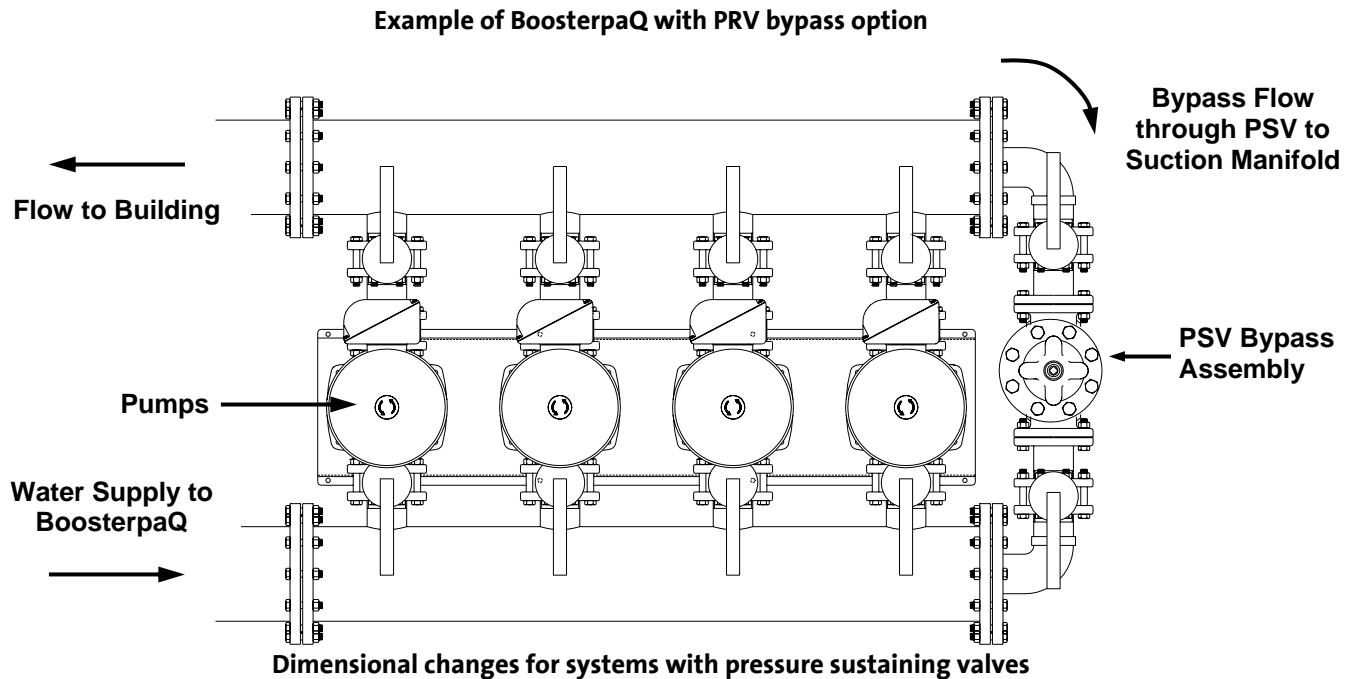 Example of BoosterpaQ with PRV bypass option
Bypass Flow
through PSV to
Suction Manifold
Flow to Building
PSV Bypass
Assembly
Pumps
Water Supply to
BoosterpaQ
Dimensional changes for systems with pressure sustaining valves